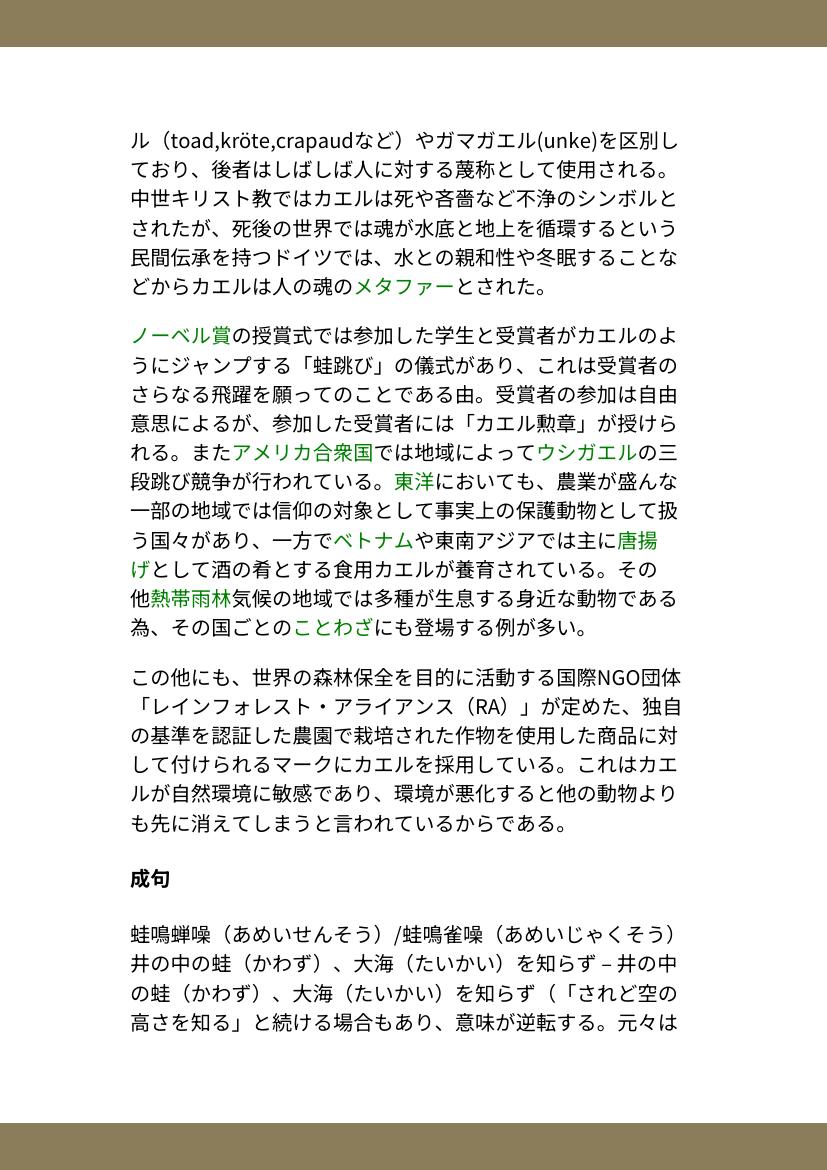 ル（toad,kröte,crapaudなど）やガマガエル(unke)を区別し
ており、後者はしばしば人に対する蔑称として使用される。
中世キリスト教ではカエルは死や吝嗇など不浄のシンボルと
されたが、死後の世界では魂が水底と地上を循環するという
民間伝承を持つドイツでは、水との親和性や冬眠することな
どからカエルは人の魂のメタファーとされた。
ノーベル賞の授賞式では参加した学生と受賞者がカエルのよ
うにジャンプする「蛙跳び」の儀式があり、これは受賞者の
さらなる飛躍を願ってのことである由。受賞者の参加は自由
意思によるが、参加した受賞者には「カエル勲章」が授けら
れる。またアメリカ合衆国では地域によってウシガエルの三
段跳び競争が行われている。東洋においても、農業が盛んな
一部の地域では信仰の対象として事実上の保護動物として扱
う国々があり、一方でベトナムや東南アジアでは主に唐揚
げとして酒の肴とする食用カエルが養育されている。その
他熱帯雨林気候の地域では多種が生息する身近な動物である
為、その国ごとのことわざにも登場する例が多い。
この他にも、世界の森林保全を目的に活動する国際NGO団体
「レインフォレスト・アライアンス（RA）」が定めた、独自
の基準を認証した農園で栽培された作物を使用した商品に対
して付けられるマークにカエルを採用している。これはカエ
ルが自然環境に敏感であり、環境が悪化すると他の動物より
も先に消えてしまうと言われているからである。
成句
蛙鳴蝉噪（あめいせんそう）/蛙鳴雀噪（あめいじゃくそう）
井の中の蛙（かわず）、大海（たいかい）を知らず – 井の中
の蛙（かわず）、大海（たいかい）を知らず（「されど空の
高さを知る」と続ける場合もあり、意味が逆転する。元々は